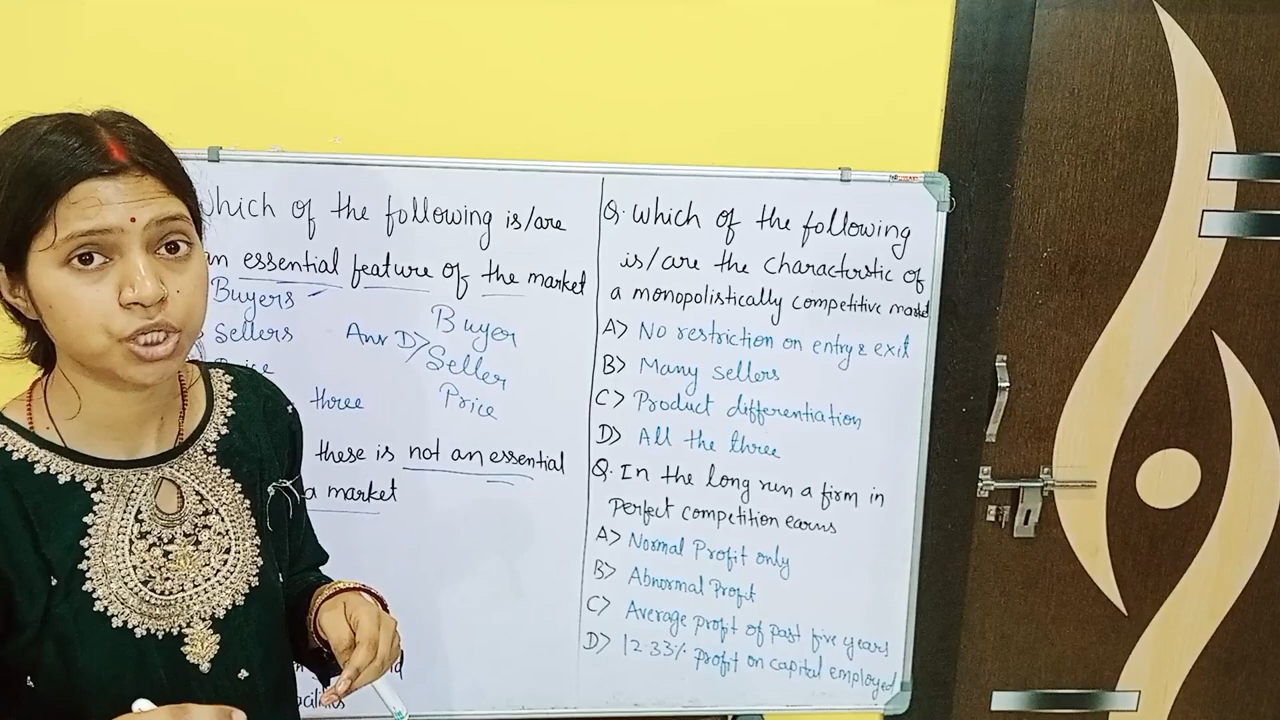 which of the following is/are
an essential feature of the market
Buyers
Sellers
Ans D> Buyer
Seller
Price
three
these is not an essential
a market
Q. Which of the following
is/are the Characterstic of
a monopolistically competitive market
A> No restriction on entry & exit
B> Many sellers
C> Product differentiation
D> All the three
Q. In the long run a firm in
Perfect competition earns
A> Normal Profit only
B> Abnormal Profit
C> Average profit of past five years
D> 12.33% Profit on capital employed